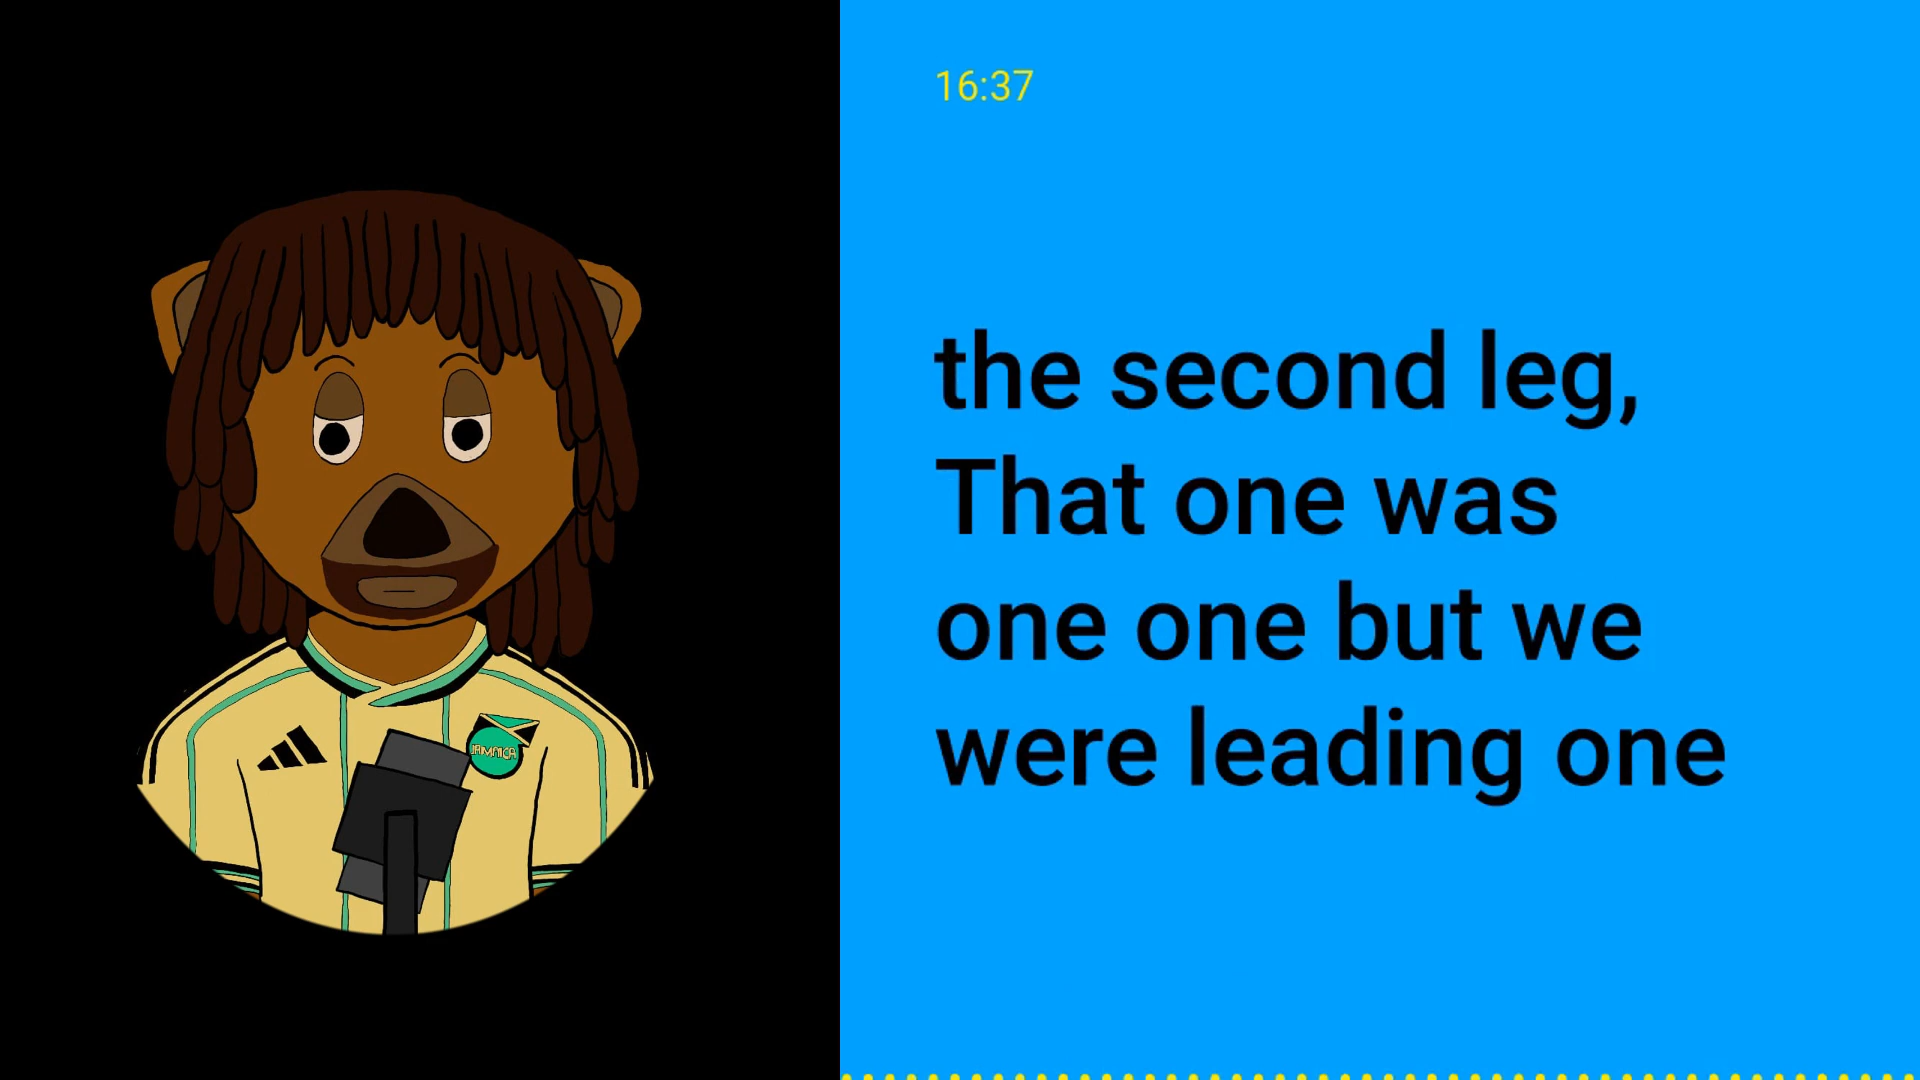 16:37
the second leg,
That one was
one one but we
were leading one
JAMAICA